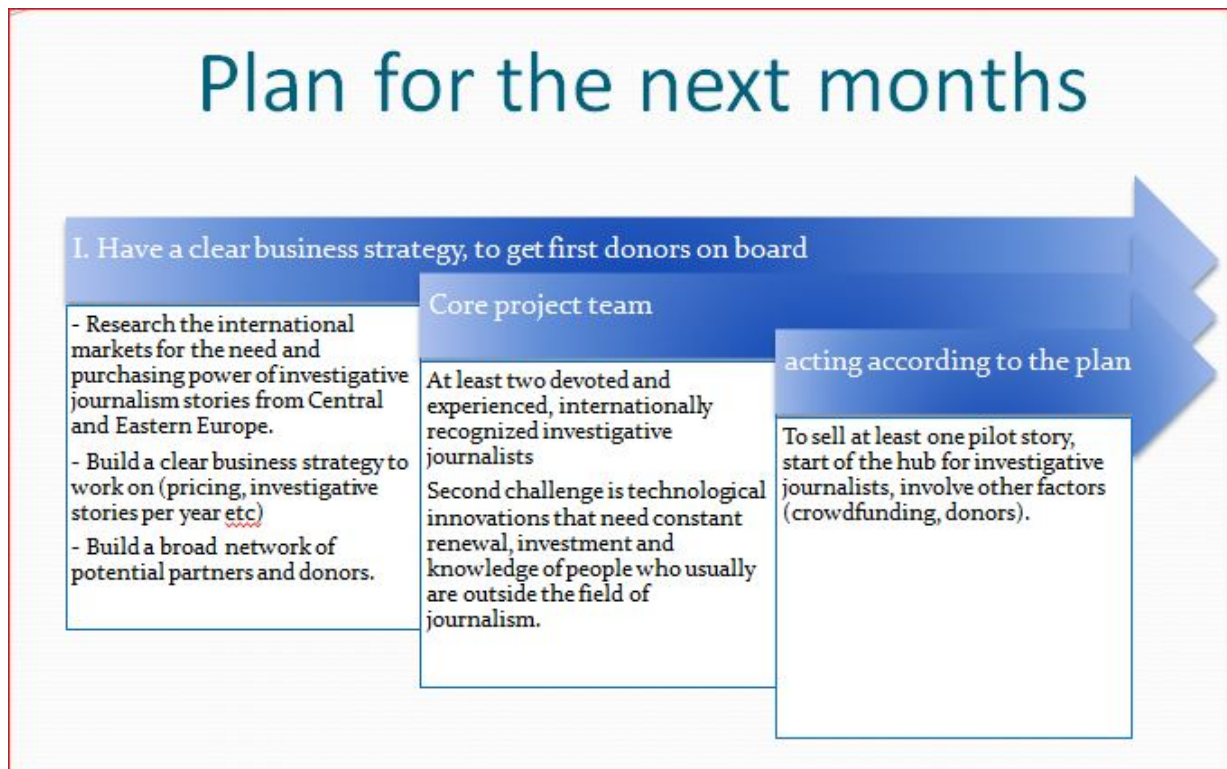 Plan for the next months
I. Have a clear business strategy, to get first donors on board
- Research the international
markets for the need and
purchasing power of investigative
journalism stories from Central
and Eastern Europe.
- Build a clear business strategy to
work on (pricing, investigative
stories per year etc)
- Build a broad network of
potential partners and donors.
Core project team
At least two devoted and
experienced, internationally
recognized investigative
journalists
Second challenge is technological
innovations that need constant
renewal, investment and
knowledge of people who usually
are outside the field of
journalism.
acting according to the plan
To sell at least one pilot story,
start of the hub for investigative
journalists, involve other factors
(crowdfunding, donors).